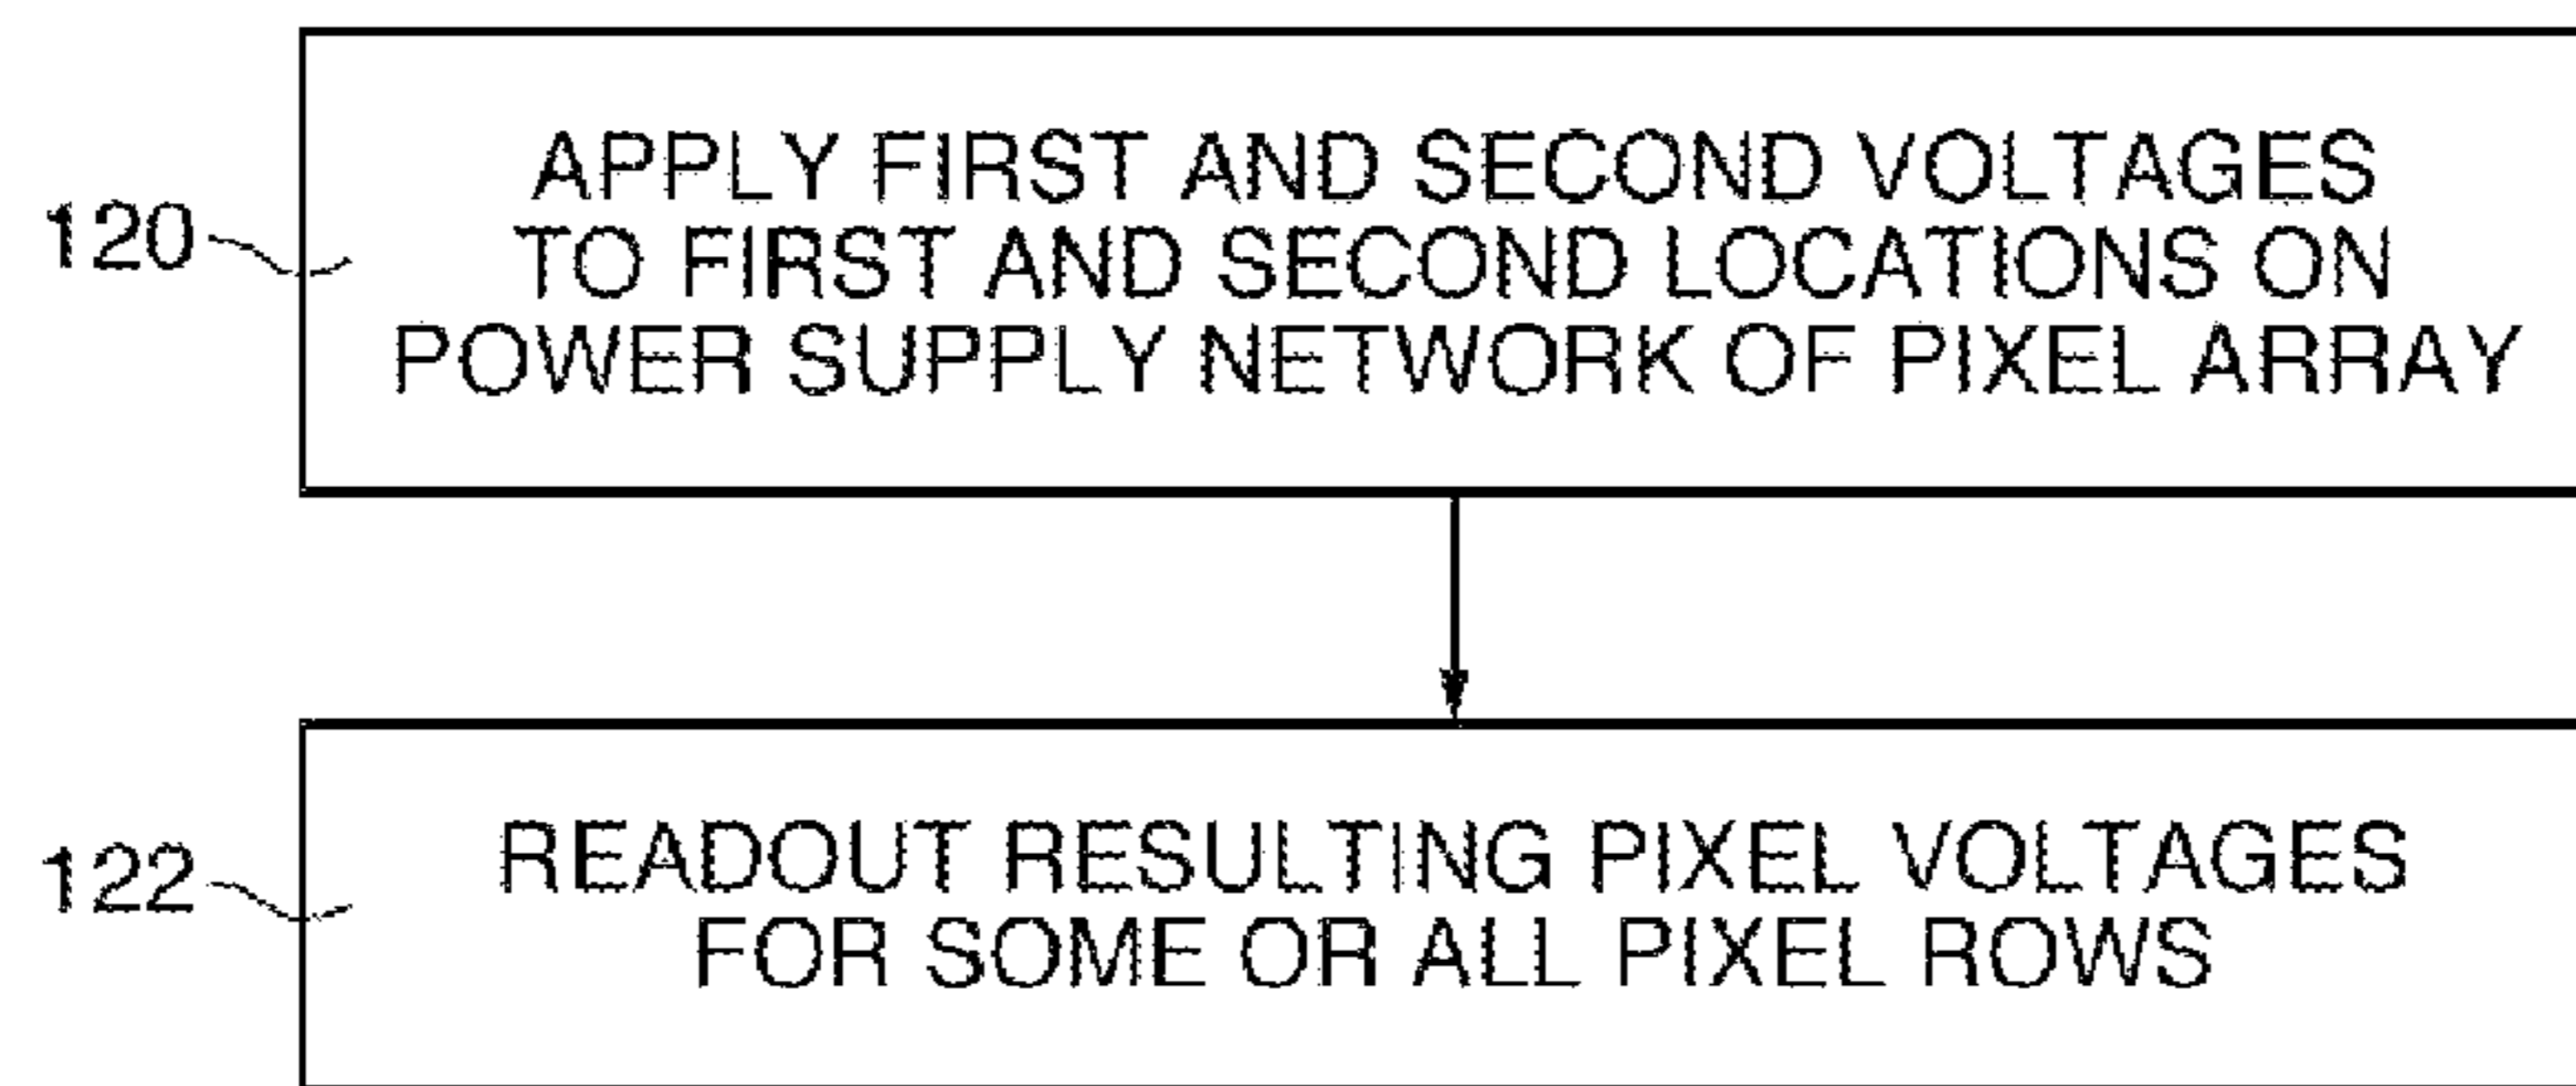 120
APPLY FIRST AND SECOND VOLTAGES
TO FIRST AND SECOND LOCATIONS ON
POWER SUPPLY NETWORK OF PIXEL ARRAY
122
READOUT RESULTING PIXEL VOLTAGES
FOR SOME OR ALL PIXEL ROWS